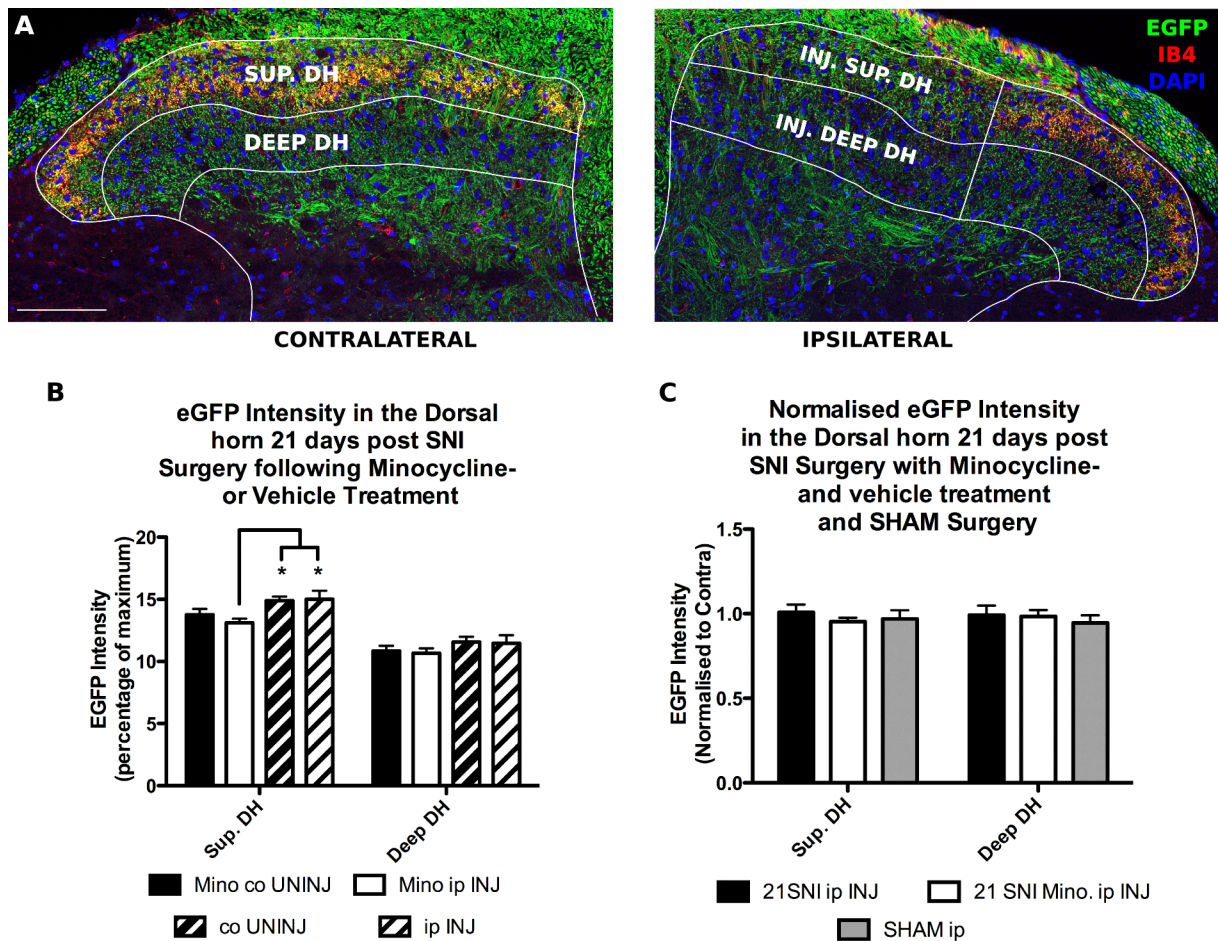 A
SUP. DH
DEEP DH
INJ. SUP. DH
INJ. DEEP DH
EGFP
IB4
DAPI
CONTRALATERAL
IPSILATERAL
B
eGFP Intensity in the Dorsal
horn 21 days post SNI
Surgery following Minocycline-
or Vehicle Treatment
EGFP Intensity
(percentage of maximum)
20
15
10
5
0
*
*
Sup. DH
Deep DH
Mino co UNINJ
Mino ip INJ
co UNINJ
ip INJ
C
Normalised eGFP Intensity
in the Dorsal horn 21 days post
SNI Surgery with Minocycline-
and vehicle treatment
and SHAM Surgery
EGFP Intensity
(Normalised to Contra)
1.5
1.0
0.5
0.0
Sup. DH
Deep DH
21SNI ip INJ
21 SNI Mino. ip INJ
SHAM ip